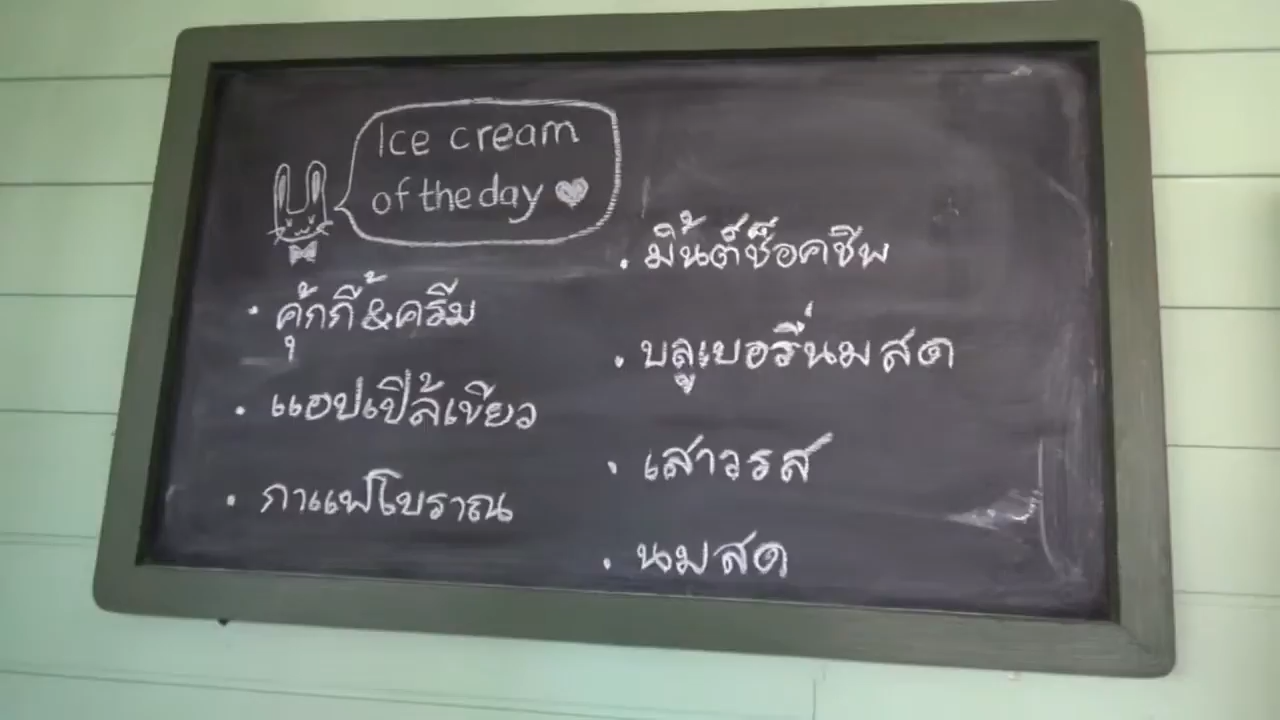 Ice cream
of the day
• คุ้กกี้&ครีม
• แอปเปิ้ลเขียว
• กาแฟโบราณ
• มิ้นต์ช็อคชิพ
• บลูเบอรี่นมสด
• เสาวรส
• นมสด